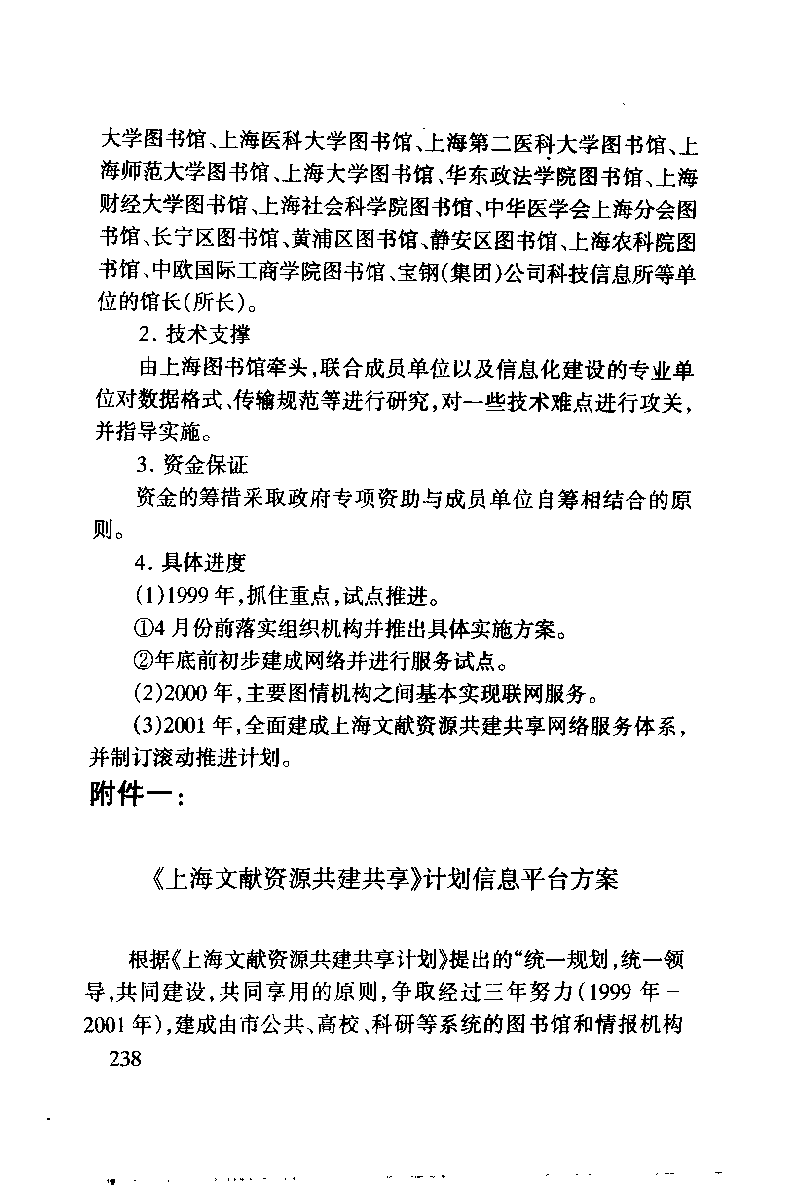 大学图书馆、上海医科大学图书馆、上海第二医科大学图书馆、上
海师范大学图书馆、上海大学图书馆、华东政法学院图书馆、上海
财经大学图书馆、上海社会科学院图书馆、中华医学会上海分会图
书馆、长宁区图书馆、黄浦区图书馆、静安区图书馆、上海农科院图
书馆、中欧国际工商学院图书馆、宝钢(集团)公司科技信息所等单
位的馆长(所长)。
2. 技术支撑
由上海图书馆牵头,联合成员单位以及信息化建设的专业单
位对数据格式、传输规范等进行研究,对一些技术难点进行攻关,
并指导实施。
3. 资金保证
资金的筹措采取政府专项资助与成员单位自筹相结合的原
则。
4. 具体进度
(1)1999 年,抓住重点,试点推进。
①4 月份前落实组织机构并推出具体实施方案。
②年底前初步建成网络并进行服务试点。
(2)2000 年,主要图情机构之间基本实现联网服务。
(3)2001 年,全面建成上海文献资源共建共享网络服务体系,
并制订滚动推进计划。
附件一:
《上海文献资源共建共享》计划信息平台方案
根据《上海文献资源共建共享计划》提出的“统一规划,统一领
导,共同建设,共同享用的原则,争取经过三年努力(1999 年－
2001 年),建成由市公共、高校、科研等系统的图书馆和情报机构
238